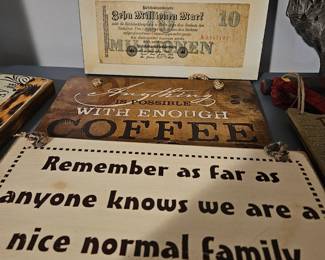 Zehn Millionen Mark
10
MILLIONEN
Anything
IS POSSIBLE
WITH ENOUGH
COFFEE
Remember as far as
anyone knows we are a
nice normal family